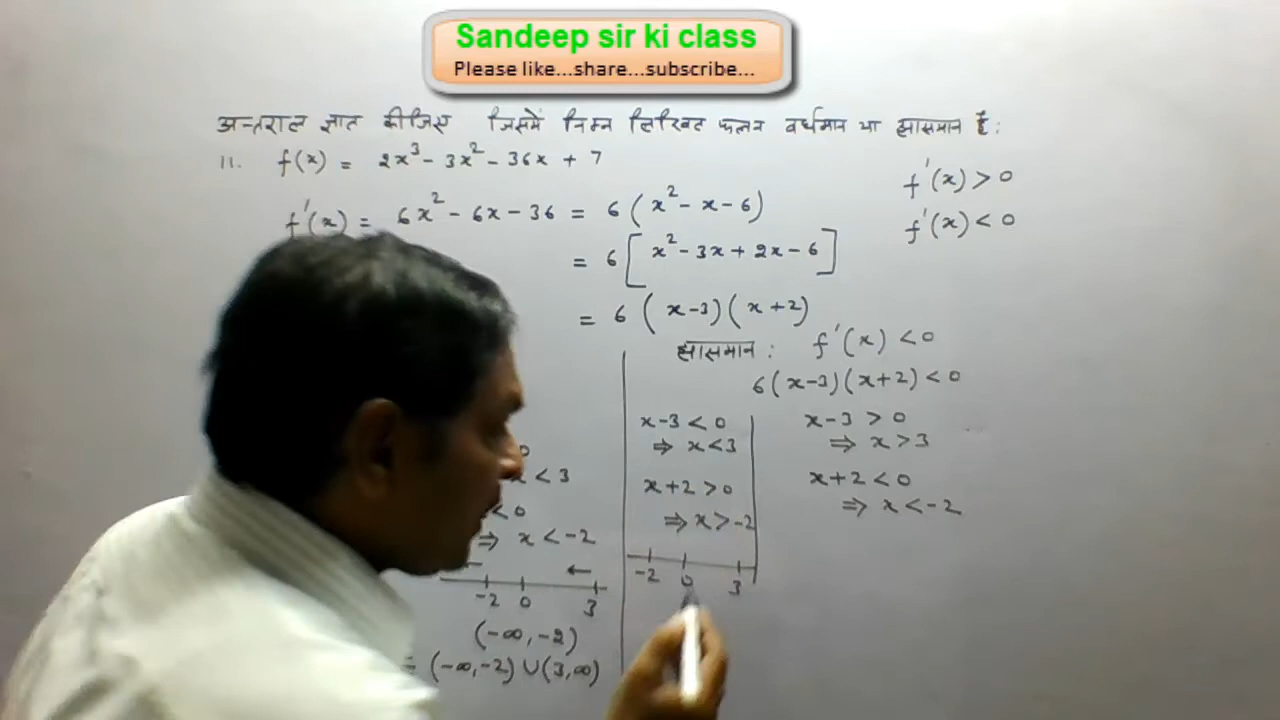 Sandeep sir ki class
Please like...share...subscribe...
अन्तराल ज्ञात कीजिए जिसमें निम्न लिखित फलन वर्धमान या ह्रासमान है :
11. f(x) = 2x³ - 3x² - 36x + 7
f'(x) > 0
f'(x) = 6x² - 6x - 36 = 6(x² - x - 6)
f'(x) < 0
= 6[x² - 3x + 2x - 6]
= 6(x-3)(x+2)
ह्रासमान : f'(x) < 0
6(x-3)(x+2) < 0
< 3
< 0
⇒ x < -2
-2 0 3
(-∞, -2)
= (-∞, -2) ∪ (3, ∞)
x-3 < 0
⇒ x < 3
x+2 > 0
⇒ x > -2
-2 0 3
x-3 > 0
⇒ x > 3
x+2 < 0
⇒ x < -2